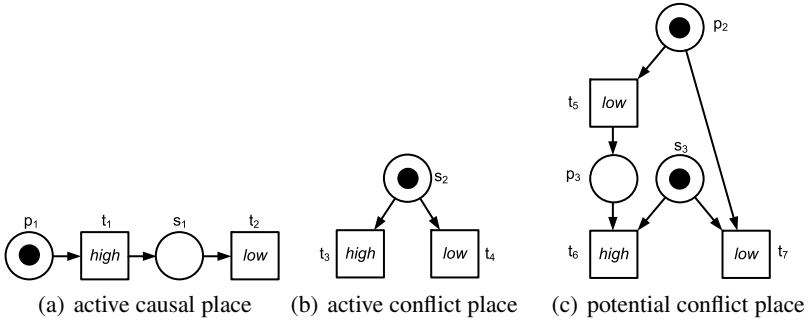 p2
t5
low
p3
s3
s2
p1
t1
s1
t2
high
low
t3
high
low
t4
t6
high
low
t7
(a) active causal place
(b) active conflict place
(c) potential conflict place